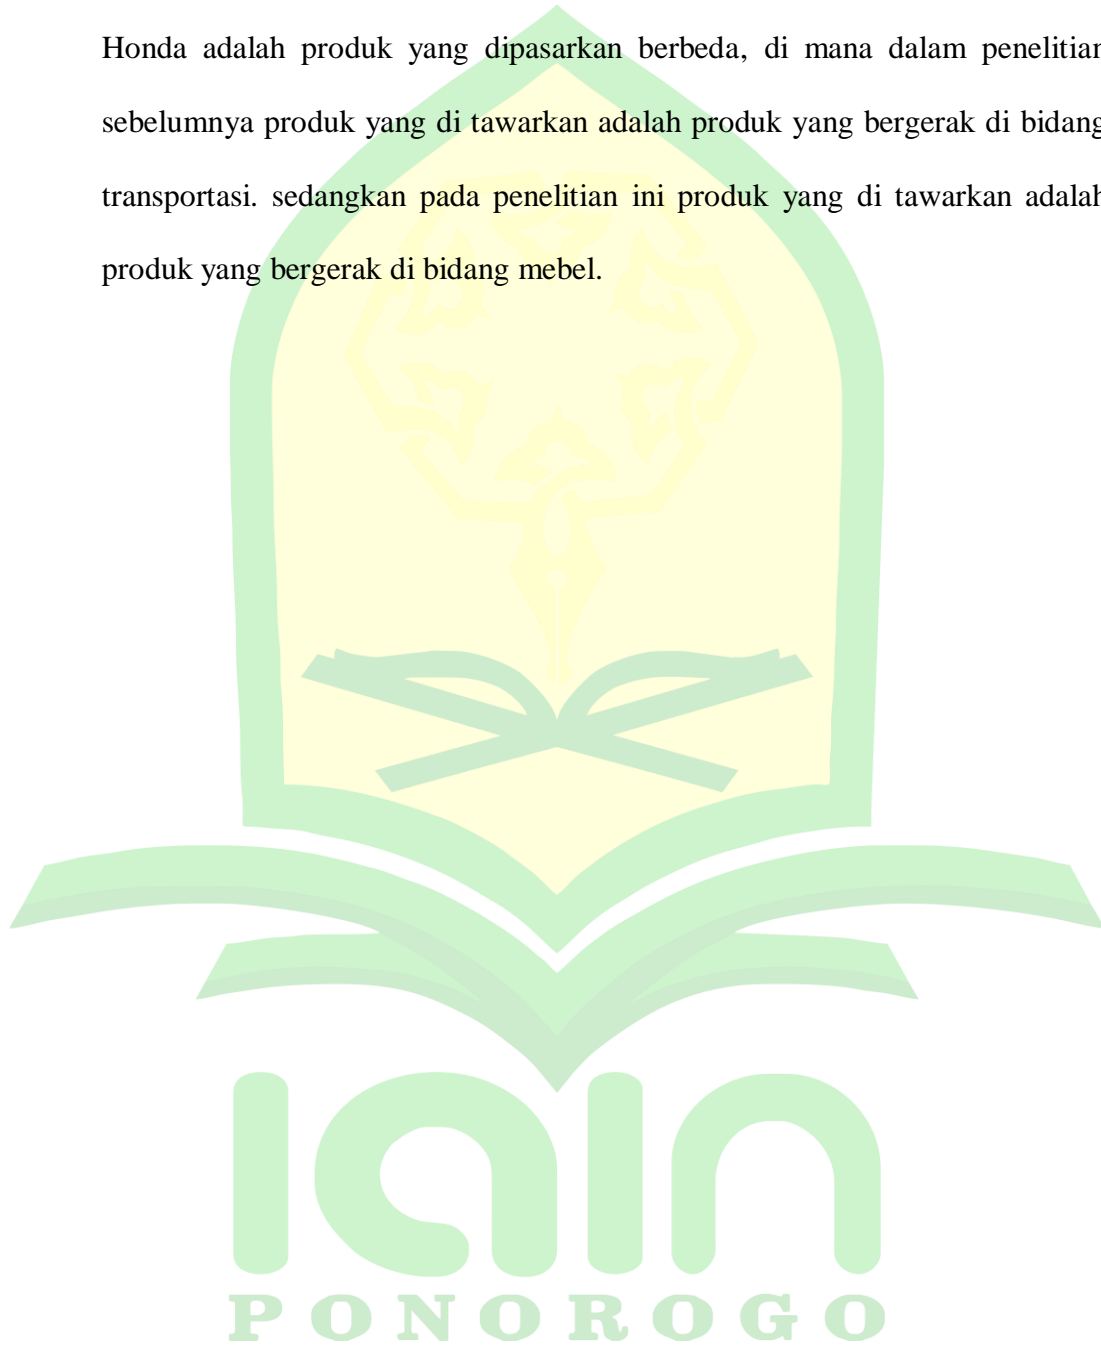 Honda adalah produk yang dipasarkan berbeda, di mana dalam penelitian
sebelumnya produk yang di tawarkan adalah produk yang bergerak di bidang
transportasi. sedangkan pada penelitian ini produk yang di tawarkan adalah
produk yang bergerak di bidang mebel.
iain
PONOROGO